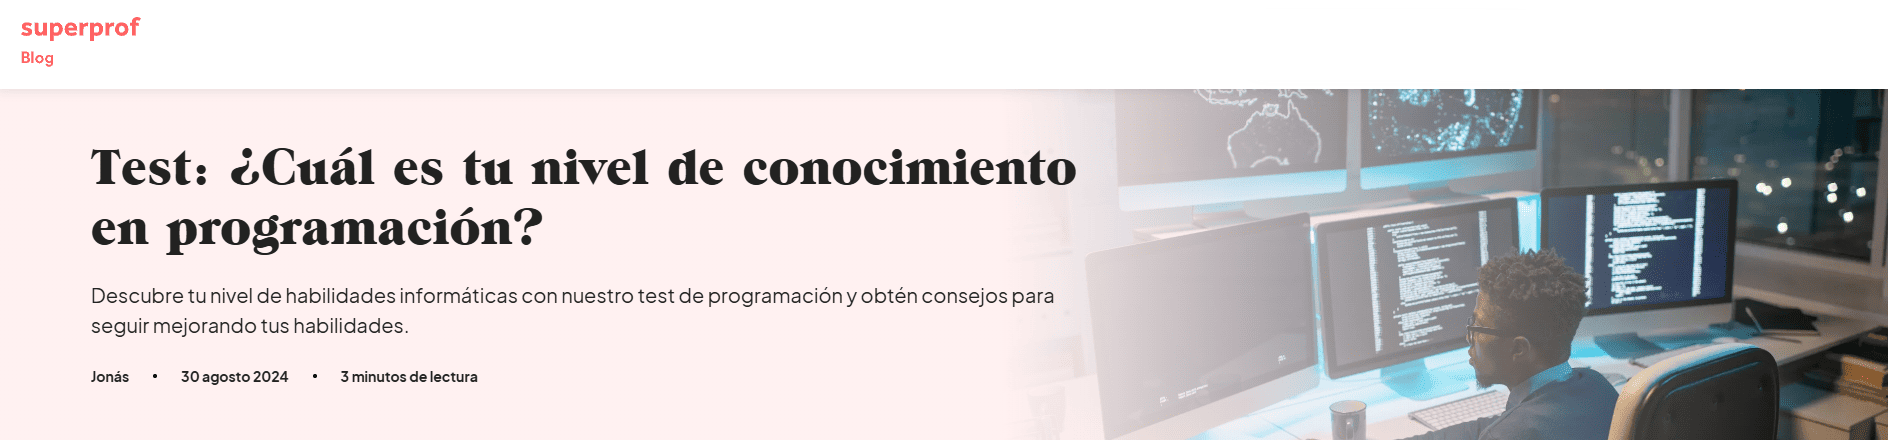 superprof
Blog
Test: ¿Cuál es tu nivel de conocimiento
en programación?
Descubre tu nivel de habilidades informáticas con nuestro test de programación y obtén consejos para
seguir mejorando tus habilidades.
Jonás • 30 agosto 2024 • 3 minutos de lectura